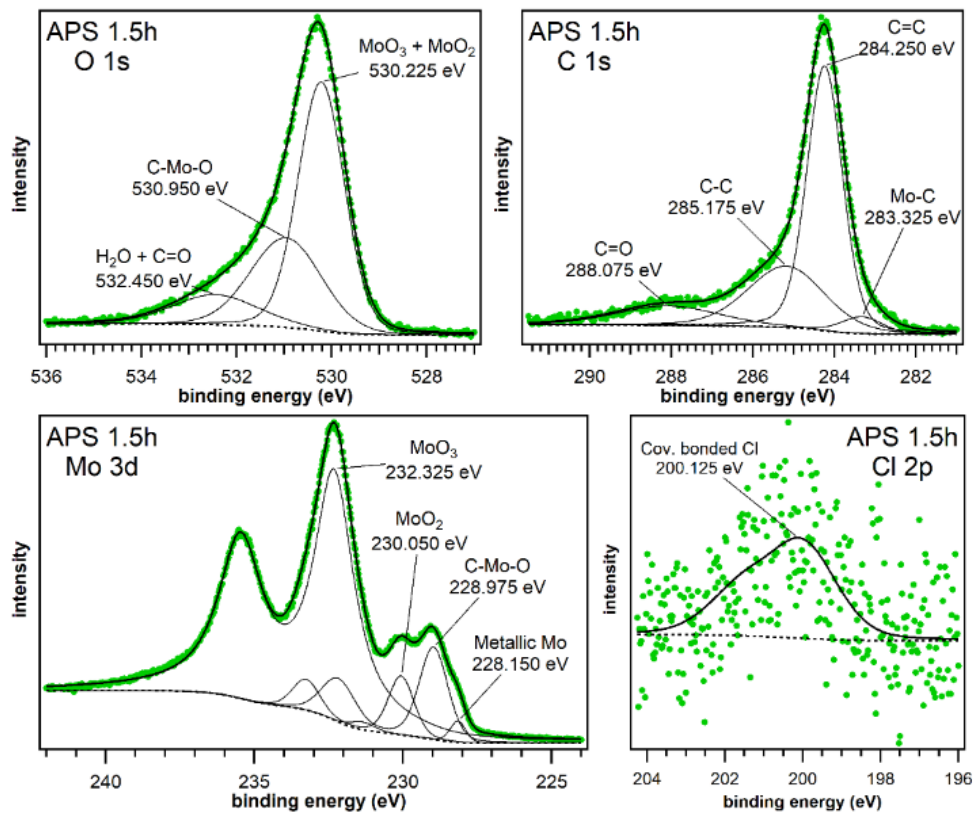 APS 1.5h
O 1s
MoO₃ + MoO₂
530.225 eV
C-Mo-O
530.950 eV
H₂O + C=O
532.450 eV
intensity
536 534 532 530 528
binding energy (eV)
APS 1.5h
C 1s
C=C
284.250 eV
C-C
285.175 eV
Mo-C
283.325 eV
C=O
288.075 eV
intensity
290 288 286 284 282
binding energy (eV)
APS 1.5h
Mo 3d
MoO₃
232.325 eV
MoO₂
230.050 eV
C-Mo-O
228.975 eV
Metallic Mo
228.150 eV
intensity
240 235 230 225
binding energy (eV)
APS 1.5h
Cl 2p
Cov. bonded Cl
200.125 eV
intensity
204 202 200 198 196
binding energy (eV)